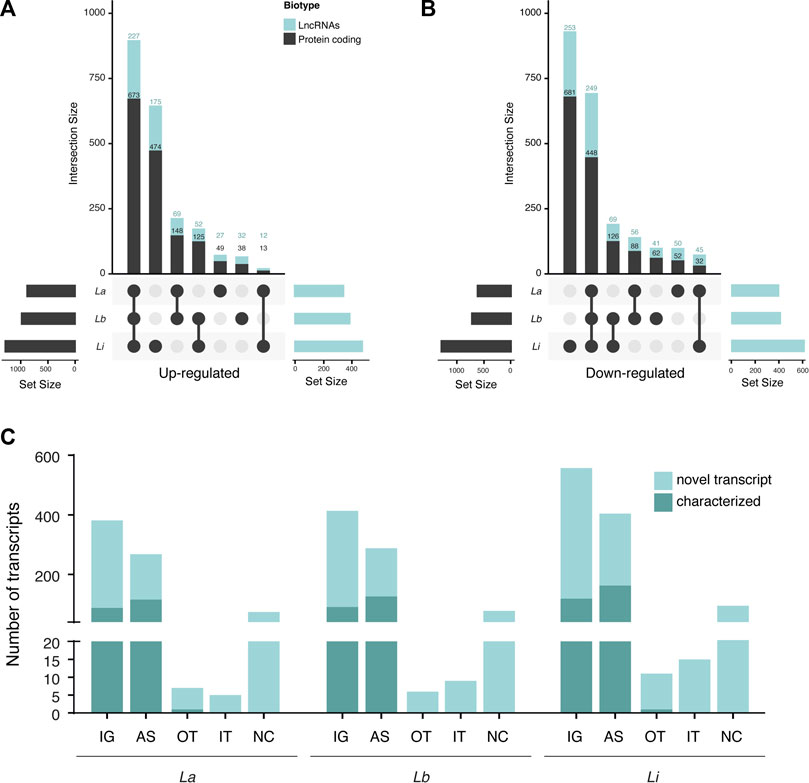 A
B
Biotype
LncRNAs
Protein coding
1000
750
500
250
0
Intersection Size
227
673
175
474
69
148
52
125
27
49
32
38
12
13
La
Lb
Li
1000 500 0
Set Size
0 200 400
Set Size
Up-regulated
1000
750
500
250
0
Intersection Size
253
681
249
448
69
126
56
88
41
62
50
52
45
32
La
Lb
Li
1000 500 0
Set Size
0 200 400 600
Set Size
Down-regulated
C
Number of transcripts
600
400
200
20
15
10
5
0
novel transcript
characterized
IG AS OT IT NC IG AS OT IT NC IG AS OT IT NC
La Lb Li